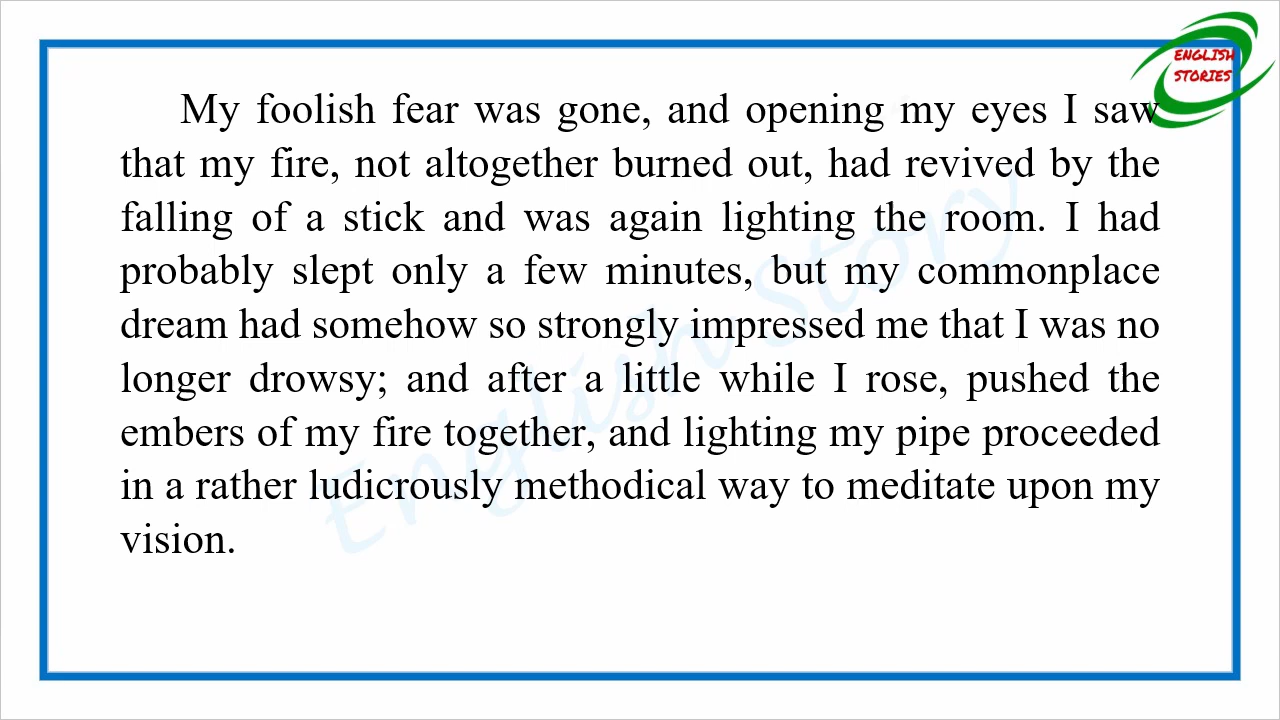 ENGLISH
STORIES
My foolish fear was gone, and opening my eyes I saw
that my fire, not altogether burned out, had revived by the
falling of a stick and was again lighting the room. I had
probably slept only a few minutes, but my commonplace
dream had somehow so strongly impressed me that I was no
longer drowsy; and after a little while I rose, pushed the
embers of my fire together, and lighting my pipe proceeded
in a rather ludicrously methodical way to meditate upon my
vision.
English Story